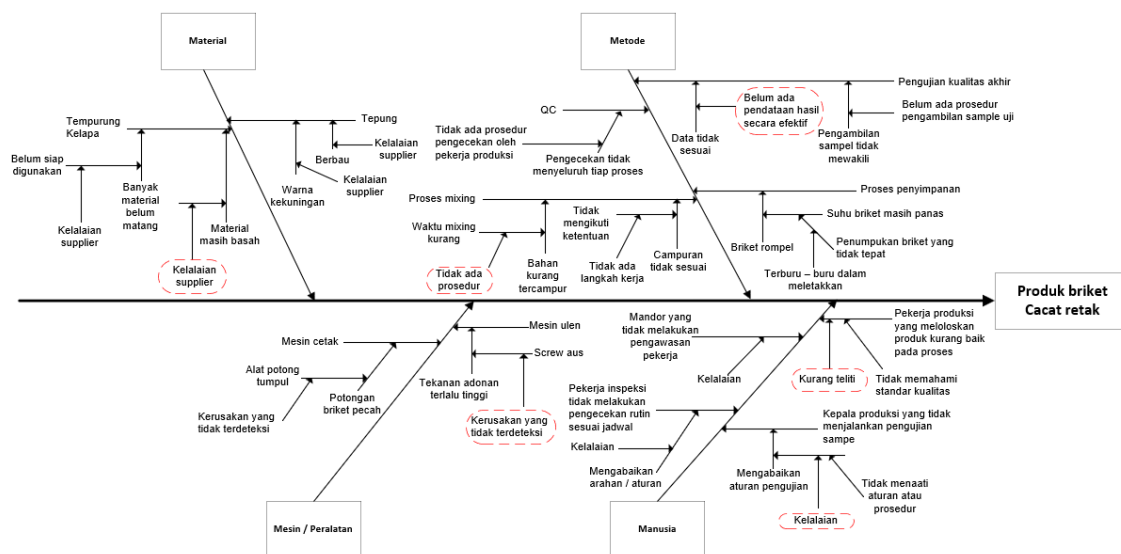 Material
Metode
Tempurung
Kelapa
Tepung
Berbau
Kelalaian
supplier
Warna
kekuningan
Kelalaian
supplier
Belum siap
digunakan
Banyak
material
belum
matang
Kelalaian
supplier
Material
masih basah
Kelalaian
supplier
Pengujian kualitas akhir
QC
Tidak ada prosedur
pengecekan oleh
pekerja produksi
Pengecekan tidak
menyeluruh tiap proses
Data tidak
sesuai
Belum ada
pendataan hasil
secara efektif
Pengambilan
sampel tidak
mewakili
Belum ada prosedur
pengambilan sample uji
Proses mixing
Waktu mixing
kurang
Tidak ada
prosedur
Bahan
kurang
tercampur
Tidak
mengikuti
ketentuan
Tidak ada
langkah kerja
Campuran
tidak sesuai
Proses penyimpanan
Suhu briket masih panas
Briket rompel
Penumpukan briket yang
tidak tepat
Terburu – buru dalam
meletakkan
Produk briket
Cacat retak
Mesin cetak
Alat potong
tumpul
Kerusakan yang
tidak terdeteksi
Potongan
briket pecah
Mesin ulen
Screw aus
Tekanan adonan
terlalu tinggi
Kerusakan yang
tidak terdeteksi
Mandor yang
tidak melakukan
pengawasan
pekerja
Kelalaian
Pekerja produksi
yang meloloskan
produk kurang baik
pada proses
Kurang teliti
Tidak memahami
standar kualitas
Pekerja inspeksi
tidak melakukan
pengecekan rutin
sesuai jadwal
Kelalaian
Mengabaikan
arahan / aturan
Kepala produksi yang tidak
menjalankan pengujian
sampe
Mengabaikan
aturan pengujian
Kelalaian
Tidak menaati
aturan atau
prosedur
Mesin / Peralatan
Manusia